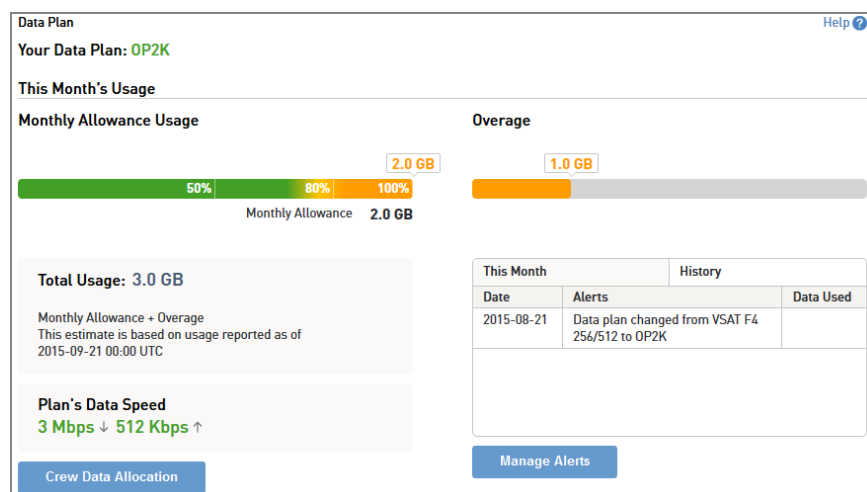 Data Plan
Help ?
Your Data Plan: OP2K
This Month's Usage
Monthly Allowance Usage
2.0 GB
50% 80% 100%
Monthly Allowance 2.0 GB
Overage
1.0 GB
Total Usage: 3.0 GB
Monthly Allowance + Overage
This estimate is based on usage reported as of
2015-09-21 00:00 UTC
Plan's Data Speed
3 Mbps ↓ 512 Kbps ↑
Crew Data Allocation
This Month History
Date Alerts Data Used
2015-08-21 Data plan changed from VSAT F4
256/512 to OP2K
Manage Alerts